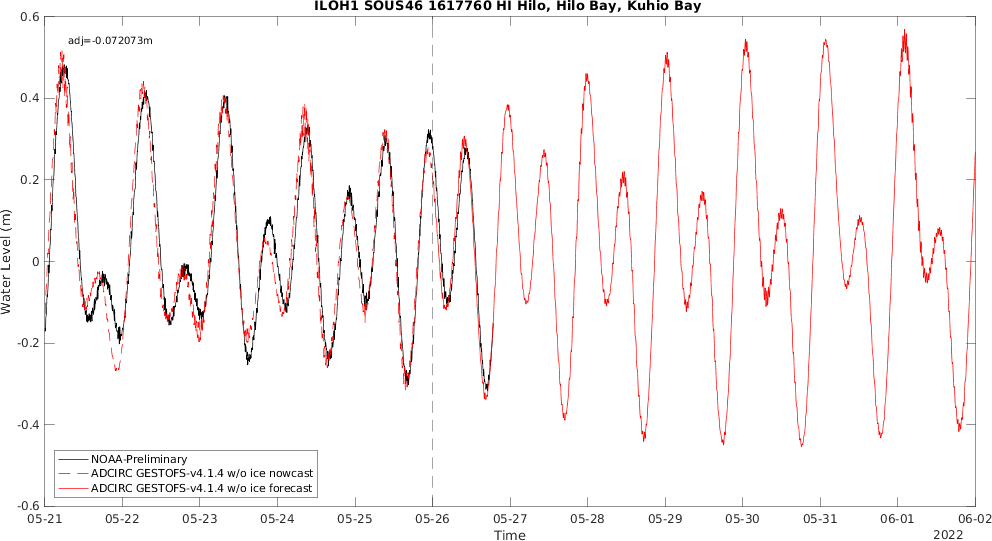 ILOH1 SOUS46 1617760 HI Hilo, Hilo Bay, Kuhio Bay
adj=-0.072073m
0.6
0.4
0.2
0
-0.2
-0.4
-0.6
Water Level (m)
NOAA-Preliminary
ADCIRC GESTOFS-v4.1.4 w/o ice nowcast
ADCIRC GESTOFS-v4.1.4 w/o ice forecast
05-21 05-22 05-23 05-24 05-25 05-26 05-27 05-28 05-29 05-30 05-31 06-01 06-02
Time
2022